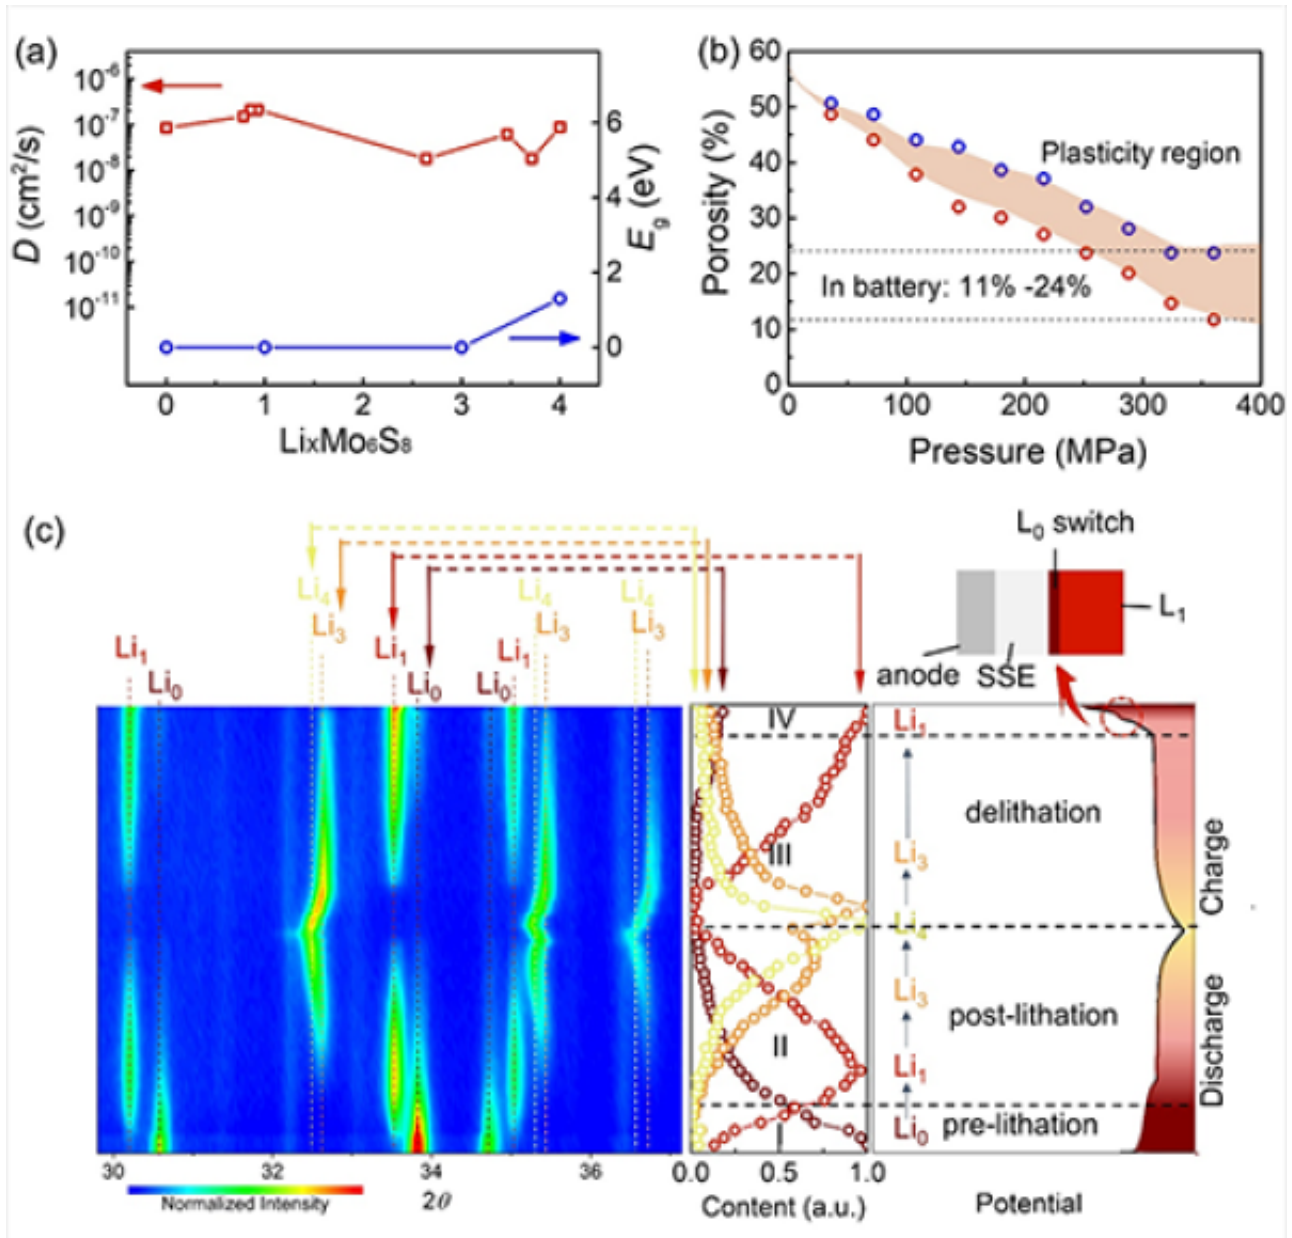 (a)
10⁻⁶
10⁻⁷
10⁻⁸
10⁻⁹
10⁻¹⁰
10⁻¹¹
D (cm²/s)
6
4
2
0
E_g (eV)
0 1 2 3 4
LiₓMo₆S₈
(b)
60
50
40
30
20
10
0
Porosity (%)
Plasticity region
In battery: 11% -24%
0 100 200 300 400
Pressure (MPa)
(c)
L₀ switch
L₁
anode SSE
Li₄ Li₄ Li₄
Li₃ Li₃ Li₃
Li₁ Li₁ Li₁
Li₀ Li₀ Li₀
IV
III
II
I
Li₁
Li₃
Li₄
Li₃
Li₁
Li₀
delithation
post-lithation
pre-lithation
Charge
Discharge
30 32 34 36
Normalized Intensity
2θ
0.0 0.5 1.0
Content (a.u.)
Potential